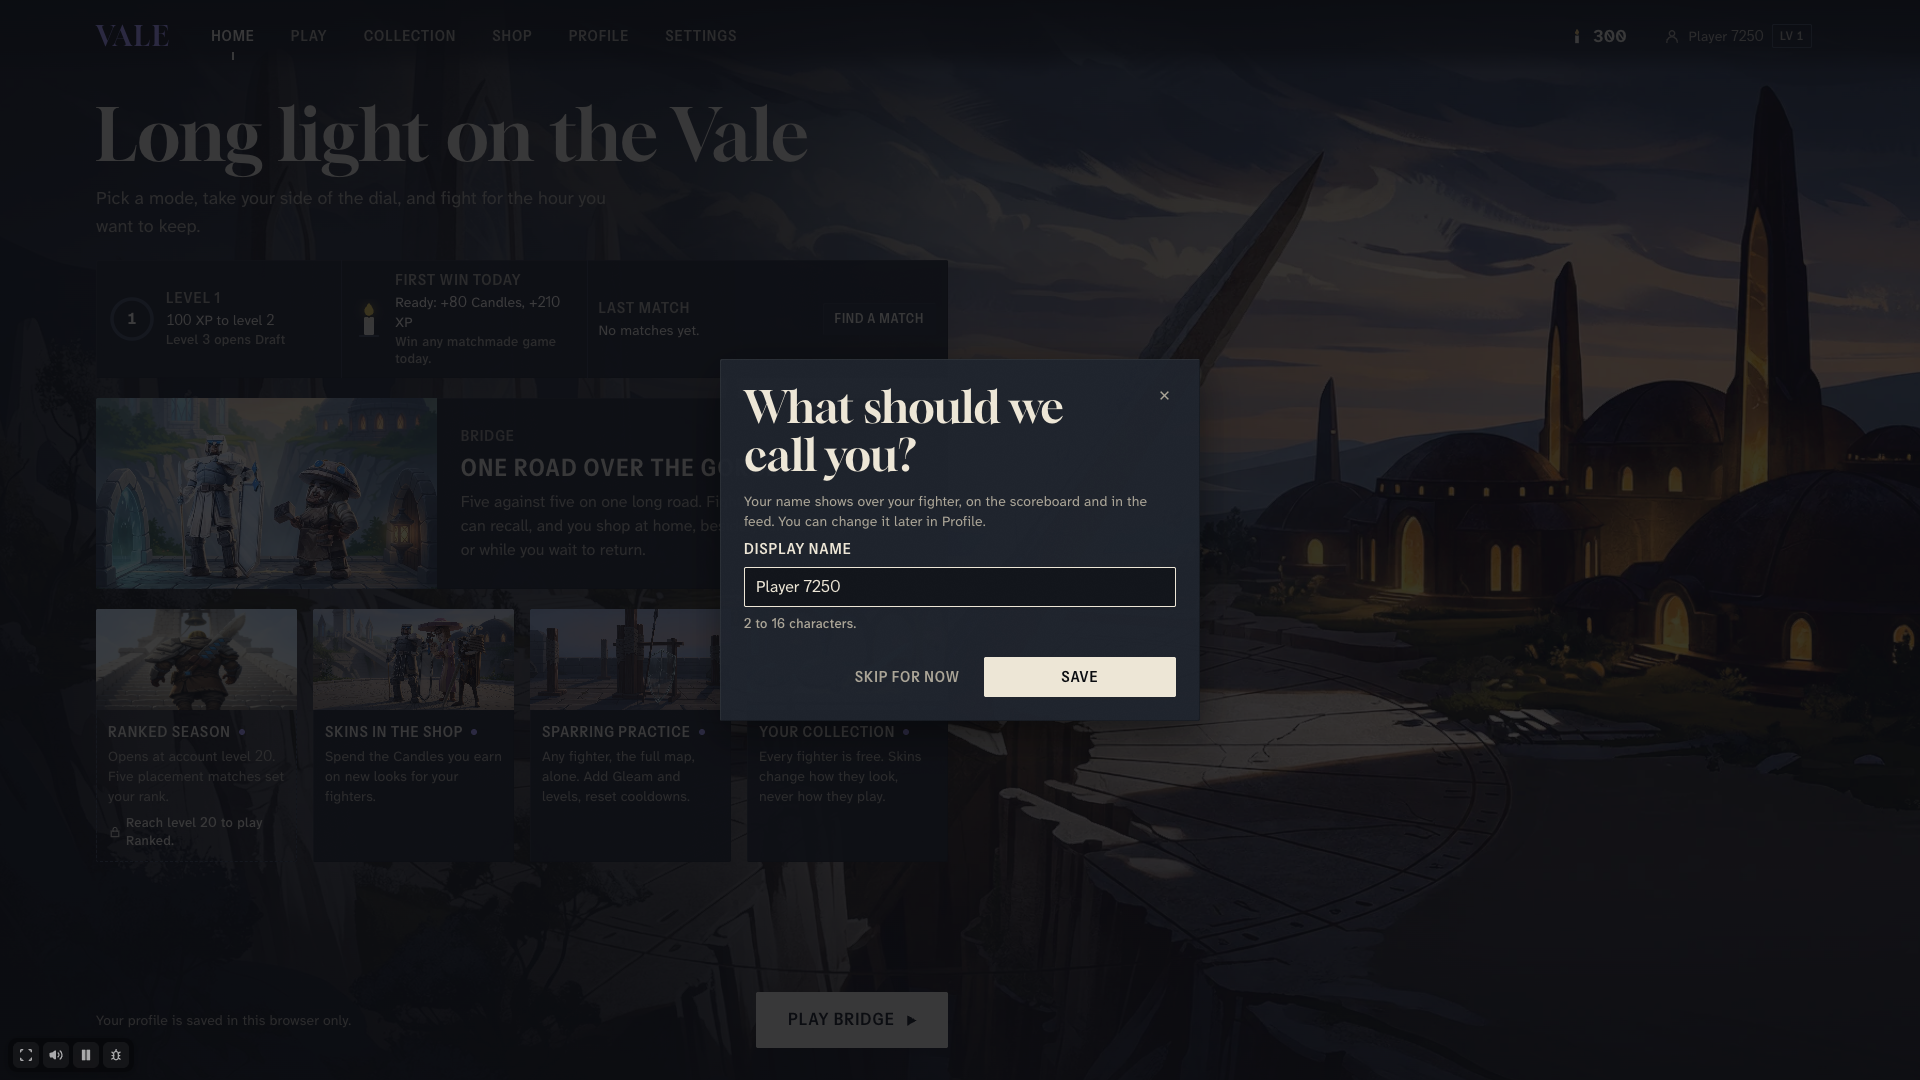 VALE
HOME
PLAY
COLLECTION
SHOP
PROFILE
SETTINGS
300
Player 7250
LV 1
Long light on the Vale
Pick a mode, take your side of the dial, and fight for the hour you
want to keep.
1
LEVEL 1
100 XP to level 2
Level 3 opens Draft
FIRST WIN TODAY
Ready: +80 Candles, +210
XP
Win any matchmade game
today.
LAST MATCH
No matches yet.
FIND A MATCH
BRIDGE
ONE ROAD OVER THE
Five against five on one long road.
can recall, and you shop at home,
or while you wait to return.
What should we
call you?
×
Your name shows over your fighter, on the scoreboard and in the
feed. You can change it later in Profile.
DISPLAY NAME
Player 7250
2 to 16 characters.
SKIP FOR NOW
SAVE
RANKED SEASON
Opens at account level 20.
Five placement matches set
your rank.
Reach level 20 to play
Ranked.
SKINS IN THE SHOP
Spend the Candles you earn
on new looks for your
fighters.
SPARRING PRACTICE
Any fighter, the full map,
alone. Add Gleam and
levels, reset cooldowns.
YOUR COLLECTION
Every fighter is free. Skins
change how they look,
never how they play.
Your profile is saved in this browser only.
PLAY BRIDGE